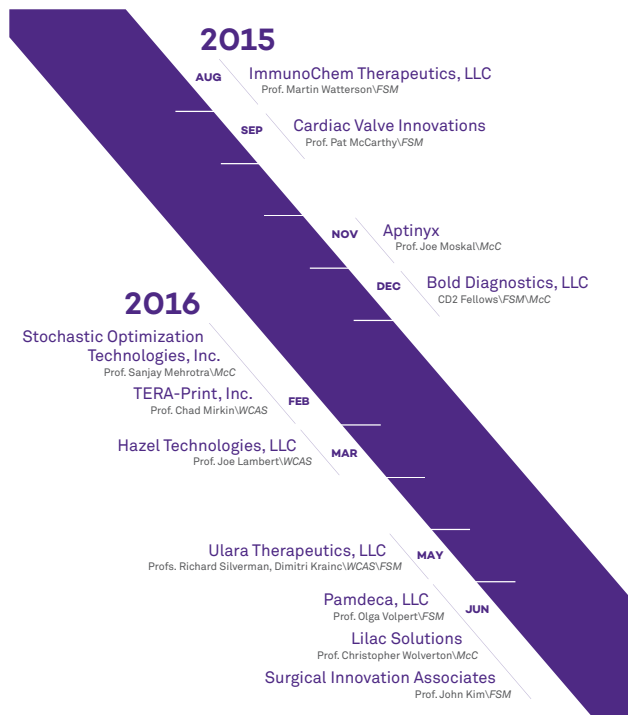 2015
AUG
ImmunoChem Therapeutics, LLC
Prof. Martin Watterson\FSM
SEP
Cardiac Valve Innovations
Prof. Pat McCarthy\FSM
NOV
Aptinyx
Prof. Joe Moskal\McC
DEC
Bold Diagnostics, LLC
CD2 Fellows\FSM\McC
2016
Stochastic Optimization
Technologies, Inc.
Prof. Sanjay Mehrotra\McC
TERA-Print, Inc.
Prof. Chad Mirkin\WCAS
FEB
Hazel Technologies, LLC
Prof. Joe Lambert\WCAS
MAR
Ulara Therapeutics, LLC
Profs. Richard Silverman, Dimitri Krainc\WCAS\FSM
MAY
Pamdeca, LLC
Prof. Olga Volpert\FSM
JUN
Lilac Solutions
Prof. Christopher Wolverton\McC
Surgical Innovation Associates
Prof. John Kim\FSM